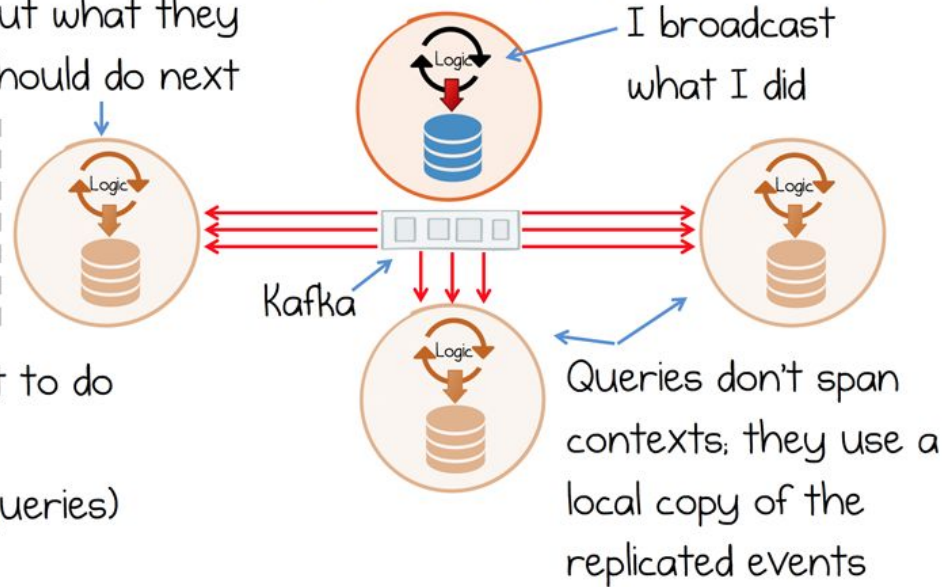 ut what they
hould do next
I broadcast
what I did
Logic
Logic
Logic
Kafka
Logic
t to do
ueries)
Queries don't span
contexts; they use a
local copy of the
replicated events